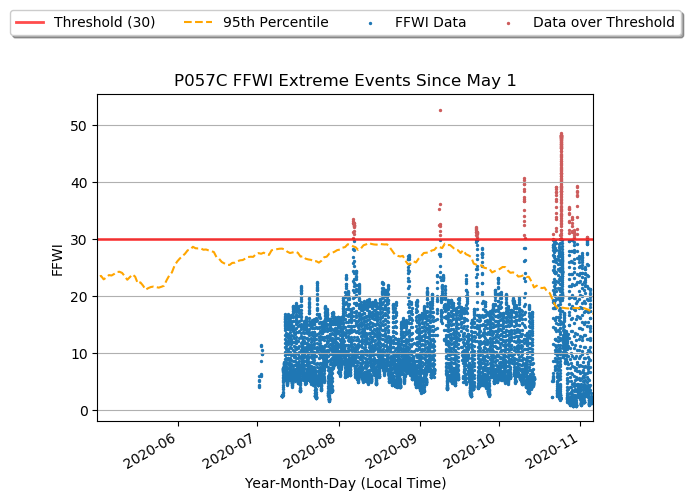 Threshold (30) 95th Percentile FFWI Data Data over Threshold
P057C FFWI Extreme Events Since May 1
50
40
30
20
10
0
FFWI
2020-06 2020-07 2020-08 2020-09 2020-10 2020-11
Year-Month-Day (Local Time)